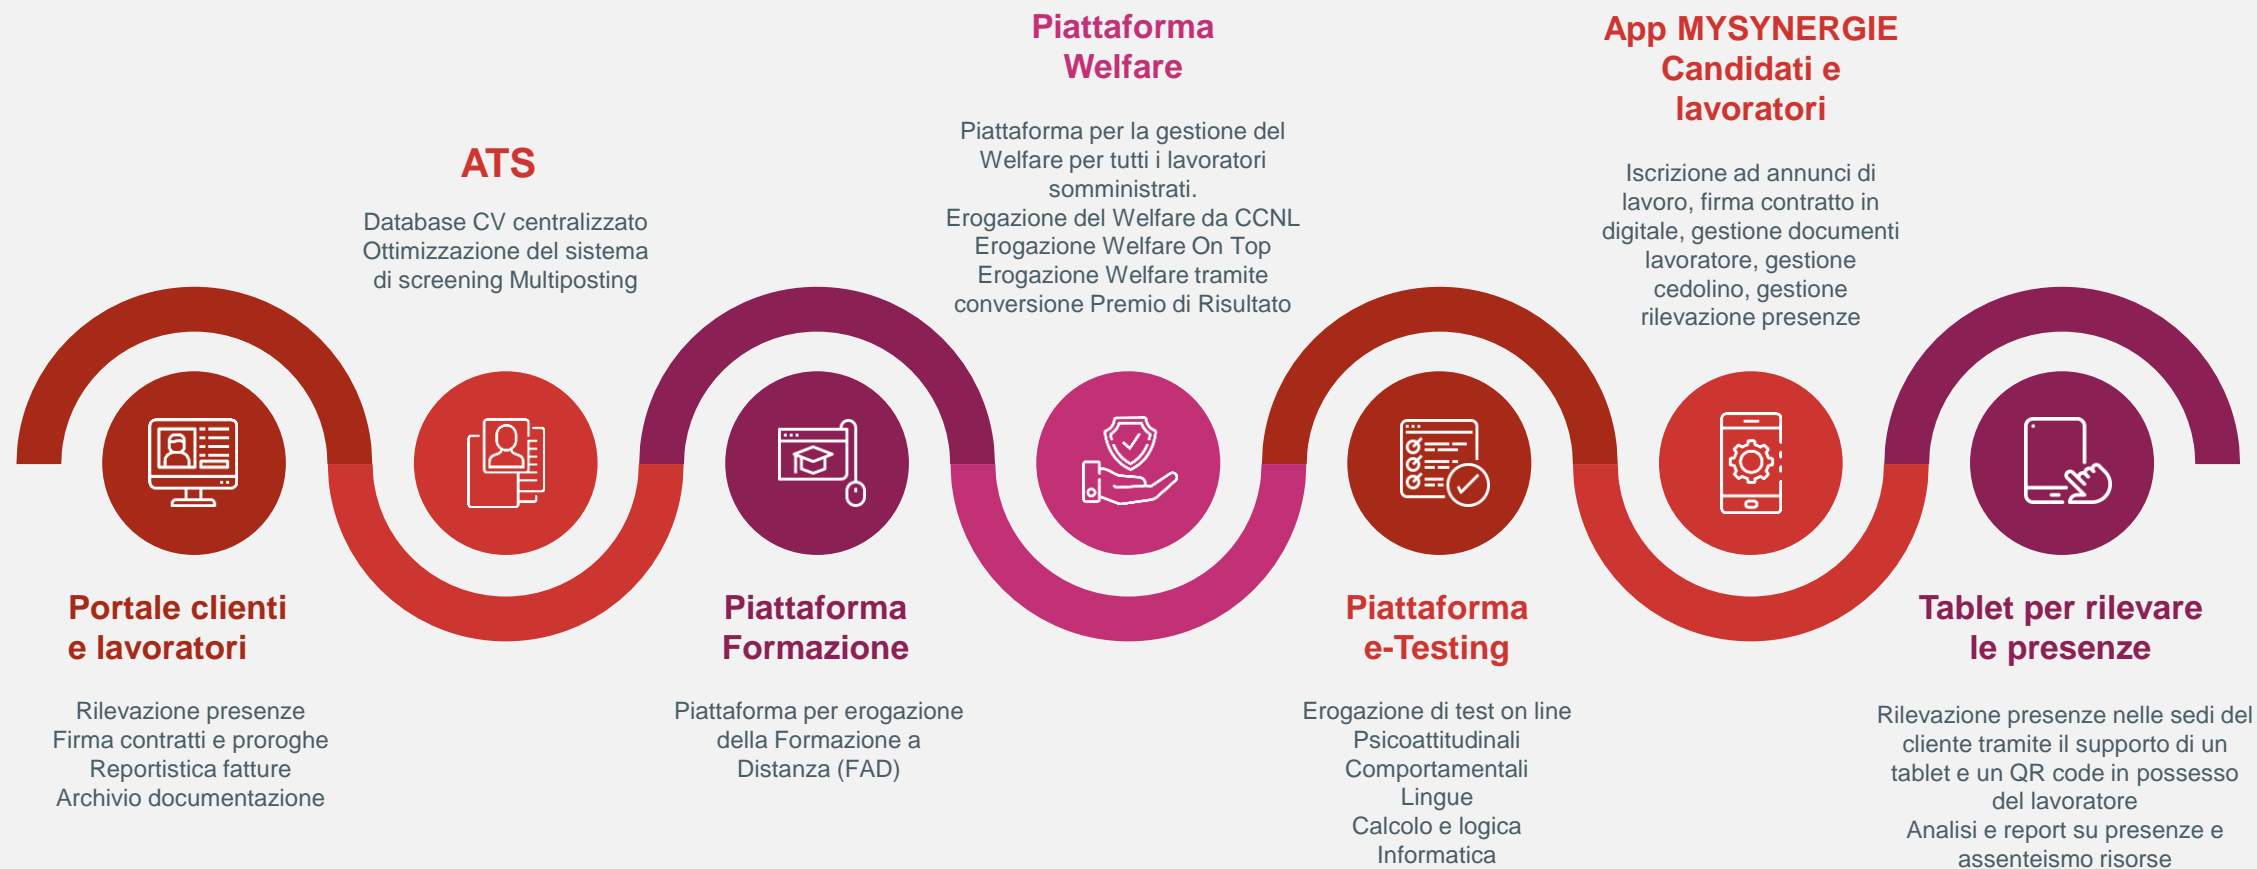 Portale clienti
e lavoratori
Rilevazione presenze
Firma contratti e proroghe
Reportistica fatture
Archivio documentazione
ATS
Database CV centralizzato
Ottimizzazione del sistema
di screening Multiposting
Piattaforma
Formazione
Piattaforma per erogazione
della Formazione a
Distanza (FAD)
Piattaforma
Welfare
Piattaforma per la gestione del
Welfare per tutti i lavoratori
somministrati.
Erogazione del Welfare da CCNL
Erogazione Welfare On Top
Erogazione Welfare tramite
conversione Premio di Risultato
Piattaforma
e-Testing
Erogazione di test on line
Psicoattitudinali
Comportamentali
Lingue
Calcolo e logica
Informatica
App MYSYNERGIE
Candidati e
lavoratori
Iscrizione ad annunci di
lavoro, firma contratto in
digitale, gestione documenti
lavoratore, gestione
cedolino, gestione
rilevazione presenze
Tablet per rilevare
le presenze
Rilevazione presenze nelle sedi del
cliente tramite il supporto di un
tablet e un QR code in possesso
del lavoratore
Analisi e report su presenze e
assenteismo risorse